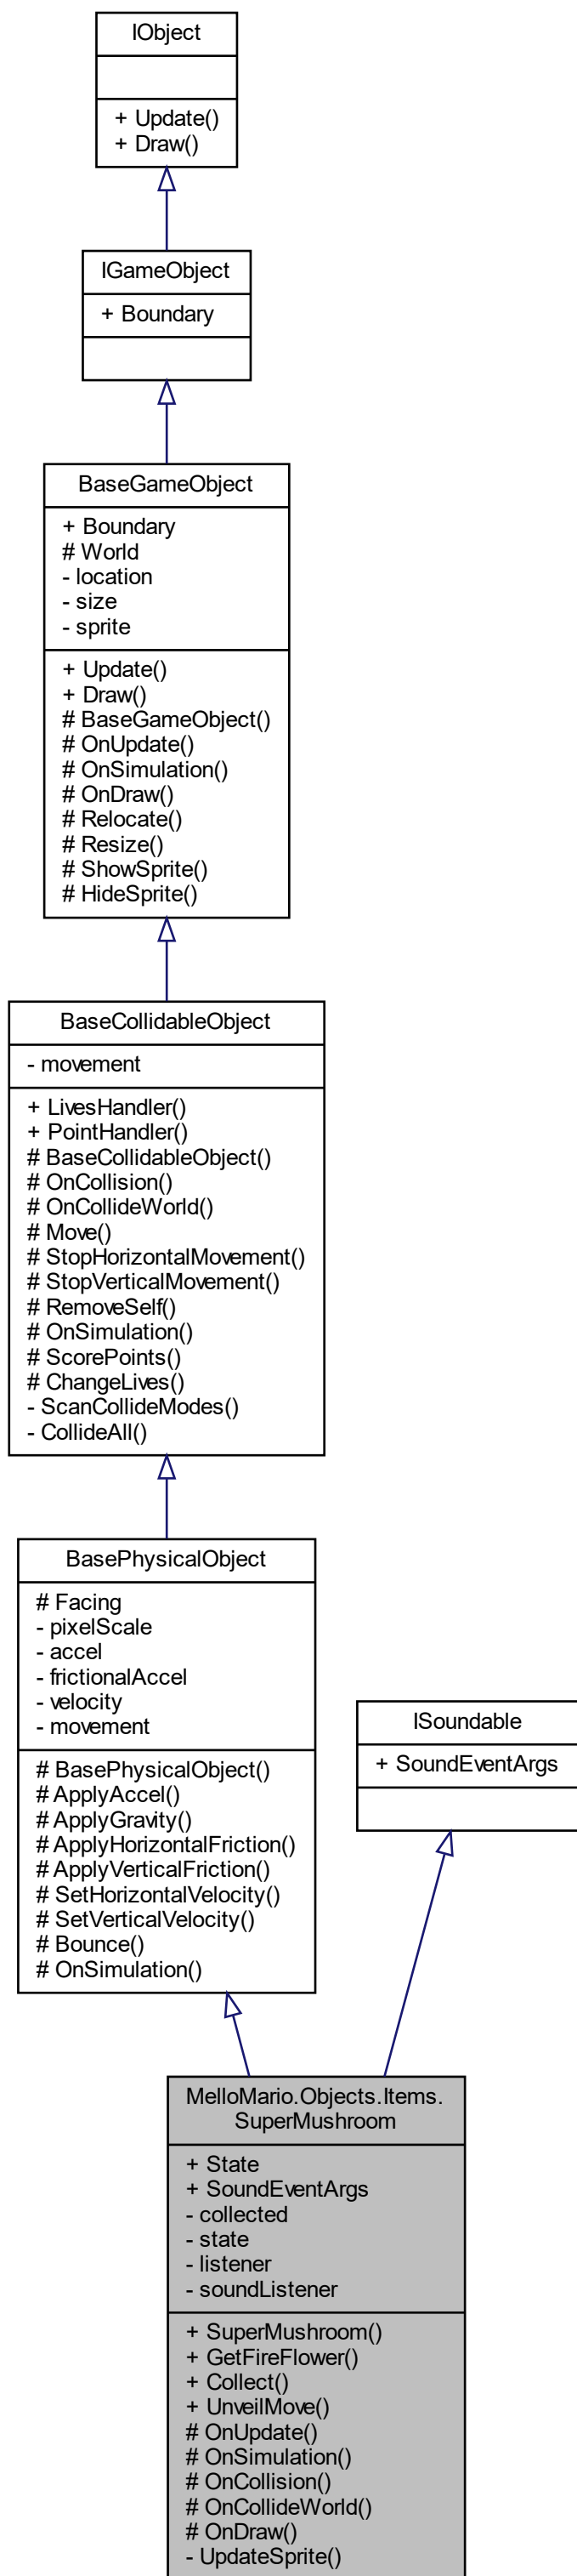 IObject
+ Update()
+ Draw()
IGameObject
+ Boundary
BaseGameObject
+ Boundary
# World
- location
- size
- sprite
+ Update()
+ Draw()
# BaseGameObject()
# OnUpdate()
# OnSimulation()
# OnDraw()
# Relocate()
# Resize()
# ShowSprite()
# HideSprite()
BaseCollidableObject
- movement
+ LivesHandler()
+ PointHandler()
# BaseCollidableObject()
# OnCollision()
# OnCollideWorld()
# Move()
# StopHorizontalMovement()
# StopVerticalMovement()
# RemoveSelf()
# OnSimulation()
# ScorePoints()
# ChangeLives()
- ScanCollideModes()
- CollideAll()
BasePhysicalObject
# Facing
- pixelScale
- accel
- frictionalAccel
- velocity
- movement
# BasePhysicalObject()
# ApplyAccel()
# ApplyGravity()
# ApplyHorizontalFriction()
# ApplyVerticalFriction()
# SetHorizontalVelocity()
# SetVerticalVelocity()
# Bounce()
# OnSimulation()
ISoundable
+ SoundEventArgs
MelloMario.Objects.Items.
SuperMushroom
+ State
+ SoundEventArgs
- collected
- state
- listener
- soundListener
+ SuperMushroom()
+ GetFireFlower()
+ Collect()
+ UnveilMove()
# OnUpdate()
# OnSimulation()
# OnCollision()
# OnCollideWorld()
# OnDraw()
- UpdateSprite()